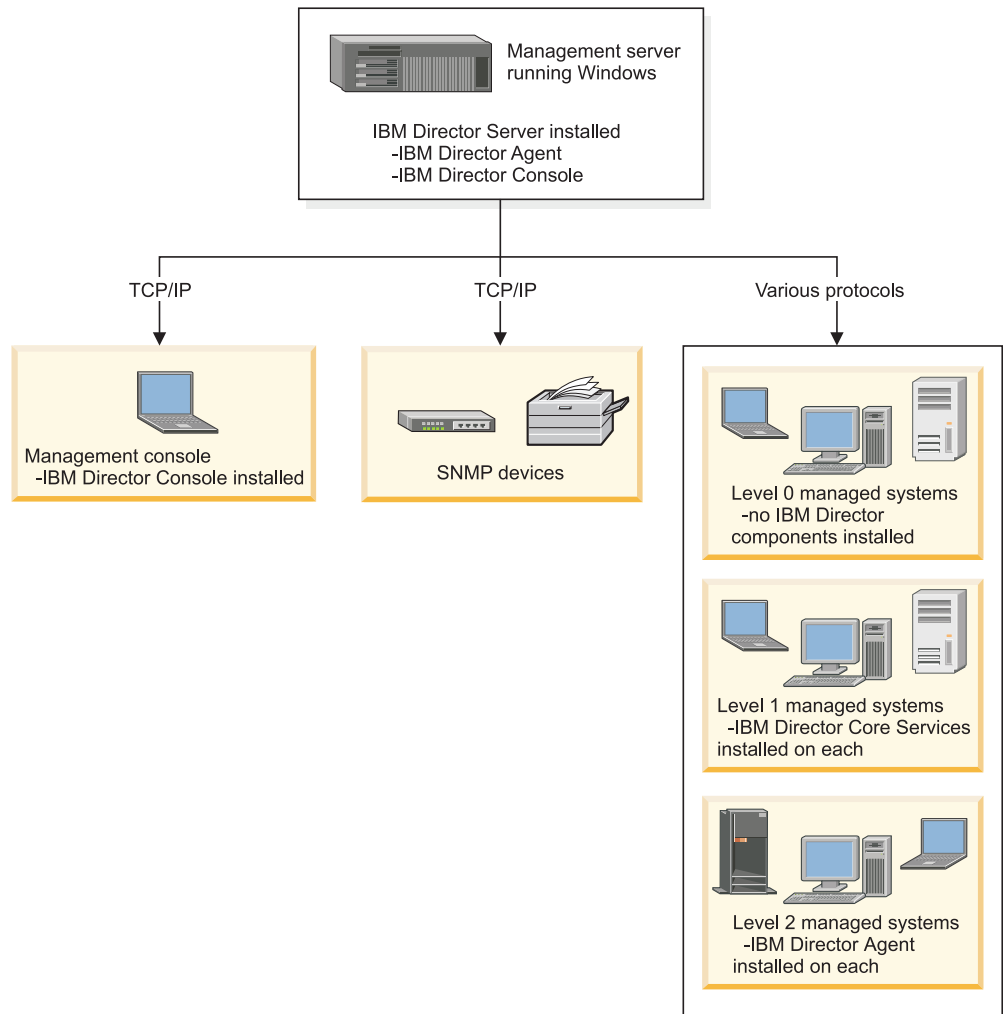 Management server
running Windows
IBM Director Server installed
-IBM Director Agent
-IBM Director Console
TCP/IP
TCP/IP
Various protocols
Management console
-IBM Director Console installed
SNMP devices
Level 0 managed systems
-no IBM Director
components installed
Level 1 managed systems
-IBM Director Core Services
installed on each
Level 2 managed systems
-IBM Director Agent
installed on each